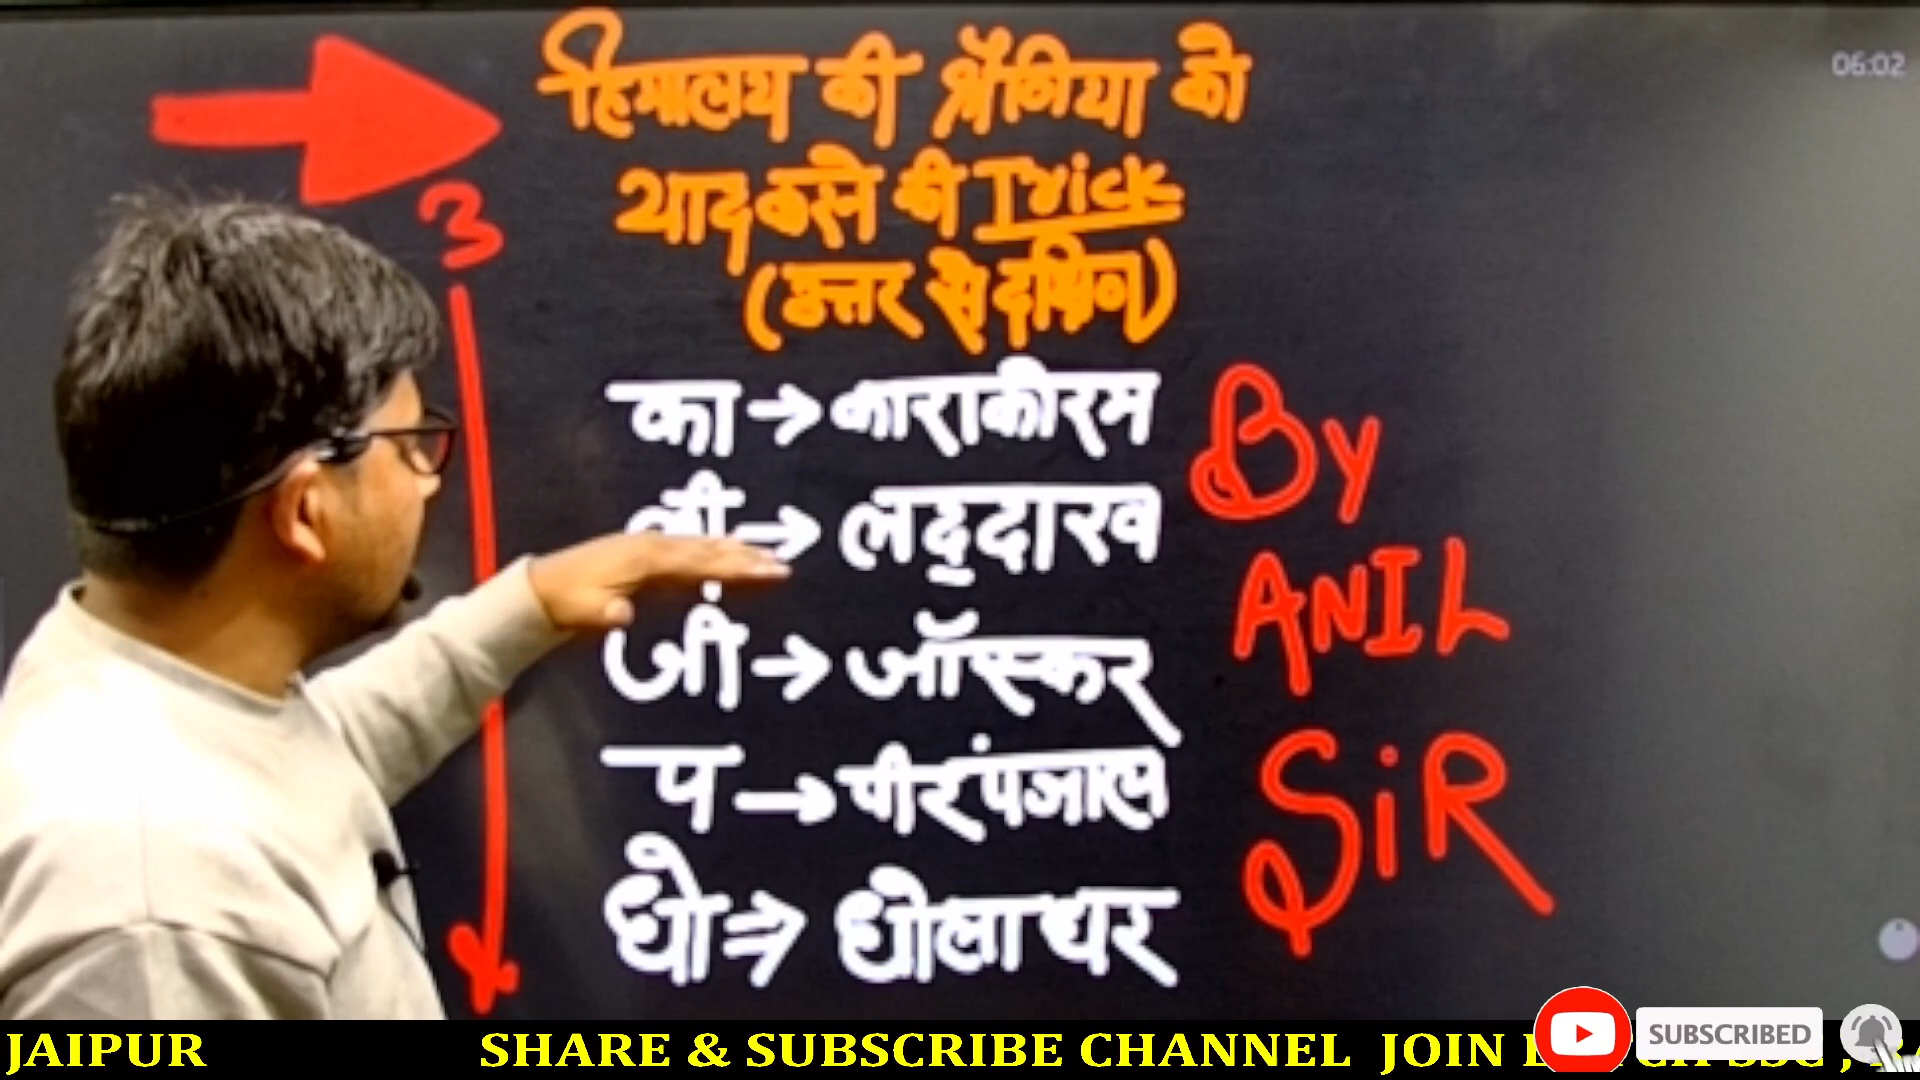 06:02
हिमालय की श्रॅनिया को
याद करने की Trick
(उत्तर से दक्षिन)
उ
का → काराकोरम
ली → लद्दाख
जी → जॉस्कर
प → पीरपंजाल
धो → धोलाधर
By
ANIL
SiR
JAIPUR SHARE & SUBSCRIBE CHANNEL JOIN
SUBSCRIBED